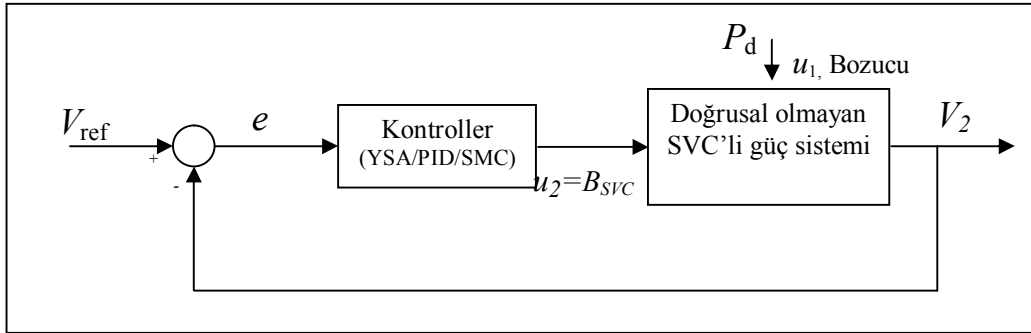 P_d
u_1, Bozucu
V_ref
+
-
e
Kontroller
(YSA/PID/SMC)
u_2=B_SVC
Doğrusal olmayan
SVC'li güç sistemi
V_2